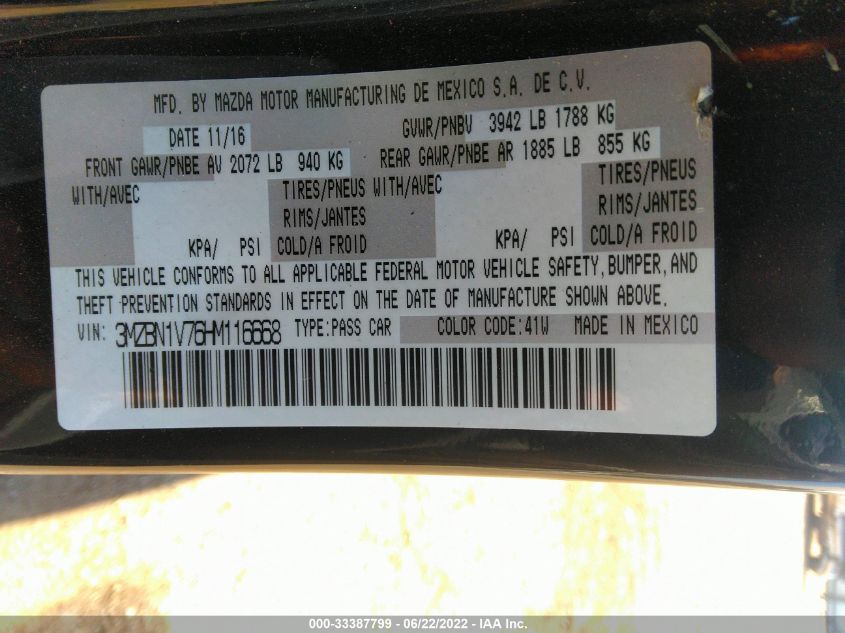 MFD. BY MAZDA MOTOR MANUFACTURING DE MEXICO S.A. DE C.V.
DATE 11/16 GVWR/PNBV 3942 LB 1788 KG
FRONT GAWR/PNBE AV 2072 LB 940 KG REAR GAWR/PNBE AR 1885 LB 855 KG
WITH/AVEC TIRES/PNEUS WITH/AVEC TIRES/PNEUS
RIMS/JANTES RIMS/JANTES
KPA/ PSI COLD/A FROID KPA/ PSI COLD/A FROID
THIS VEHICLE CONFORMS TO ALL APPLICABLE FEDERAL MOTOR VEHICLE SAFETY, BUMPER, AND
THEFT PREVENTION STANDARDS IN EFFECT ON THE DATE OF MANUFACTURE SHOWN ABOVE.
VIN: 3MZBN1V76HM116668 TYPE:PASS CAR COLOR CODE:41W MADE IN MEXICO
000-33387799 - 06/22/2022 - IAA Inc.